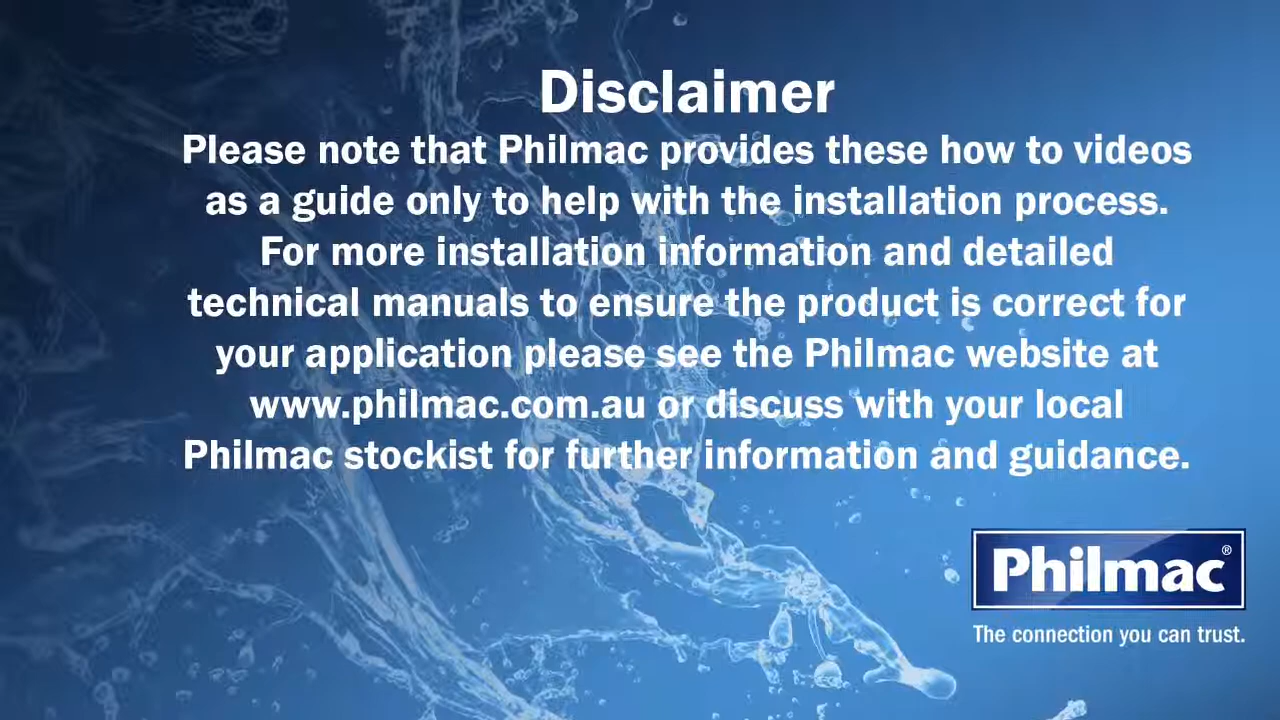 Disclaimer
Please note that Philmac provides these how to videos
as a guide only to help with the installation process.
For more installation information and detailed
technical manuals to ensure the product is correct for
your application please see the Philmac website at
www.philmac.com.au or discuss with your local
Philmac stockist for further information and guidance.
Philmac®
The connection you can trust.